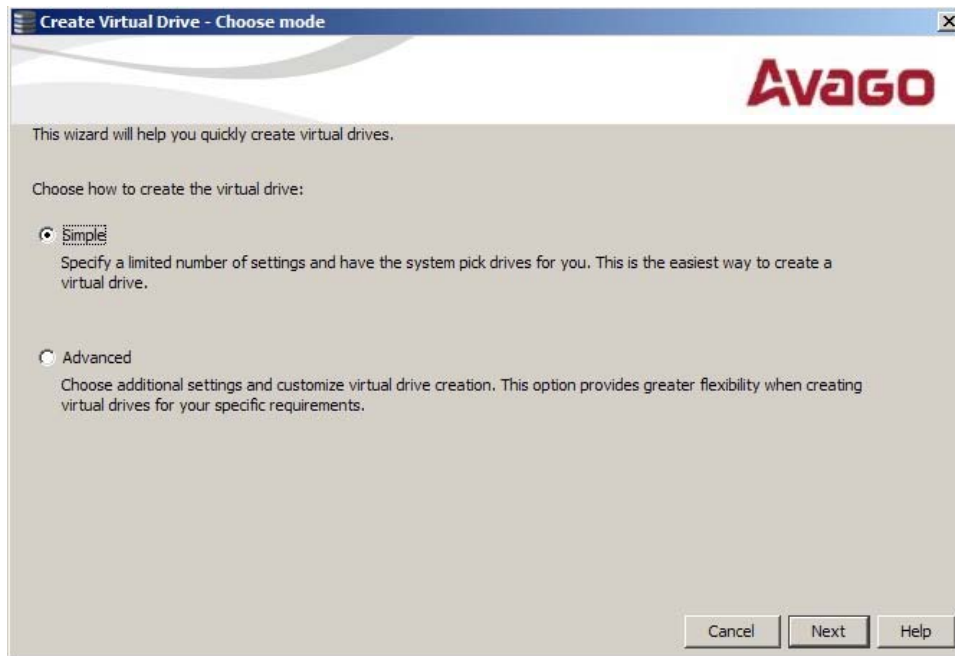 Create Virtual Drive - Choose mode
AVAGO
This wizard will help you quickly create virtual drives.
Choose how to create the virtual drive:
Simple
Specify a limited number of settings and have the system pick drives for you. This is the easiest way to create a
virtual drive.
Advanced
Choose additional settings and customize virtual drive creation. This option provides greater flexibility when creating
virtual drives for your specific requirements.
Cancel Next Help